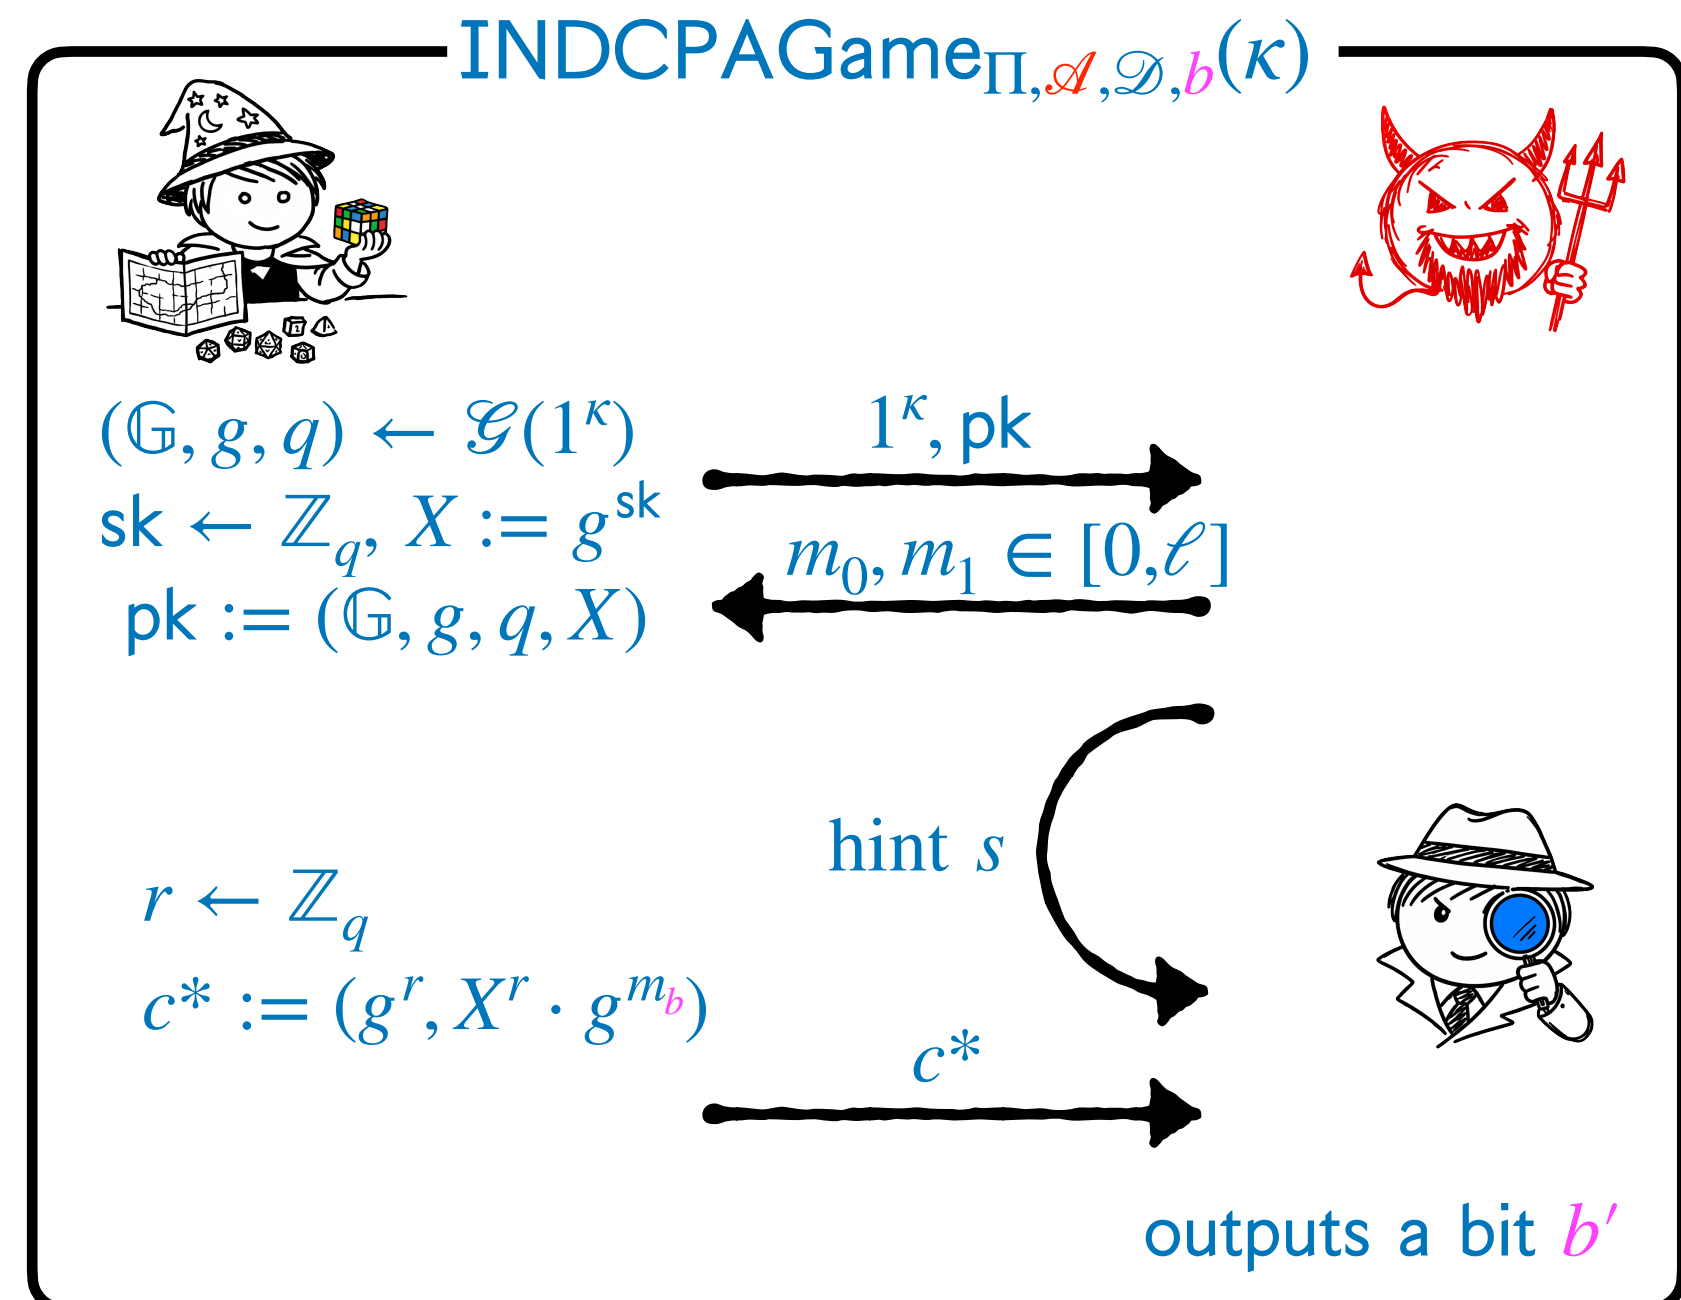 INDCPAGame_{Π,𝒜,𝒟,b}(κ)
(𝔾, g, q) ← 𝒢(1^κ)
sk ← ℤ_q, X := g^{sk}
pk := (𝔾, g, q, X)
1^κ, pk
m_0, m_1 ∈ [0,ℓ]
hint s
r ← ℤ_q
c* := (g^r, X^r · g^{m_b})
c*
outputs a bit b′